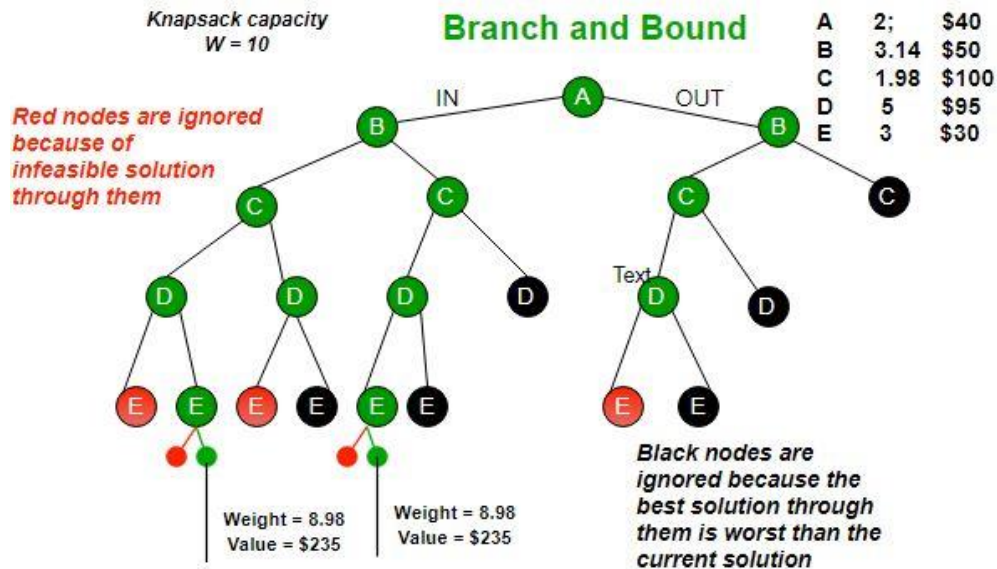 Knapsack capacity
W = 10
Branch and Bound
A 2; $40
B 3.14 $50
C 1.98 $100
D 5 $95
E 3 $30
Red nodes are ignored
because of
infeasible solution
through them
A
IN
OUT
B
B
C
C
C
C
D
D
D
D
Text
D
D
E
E
E
E
E
E
E
E
Weight = 8.98
Value = $235
Weight = 8.98
Value = $235
Black nodes are
ignored because the
best solution through
them is worst than the
current solution